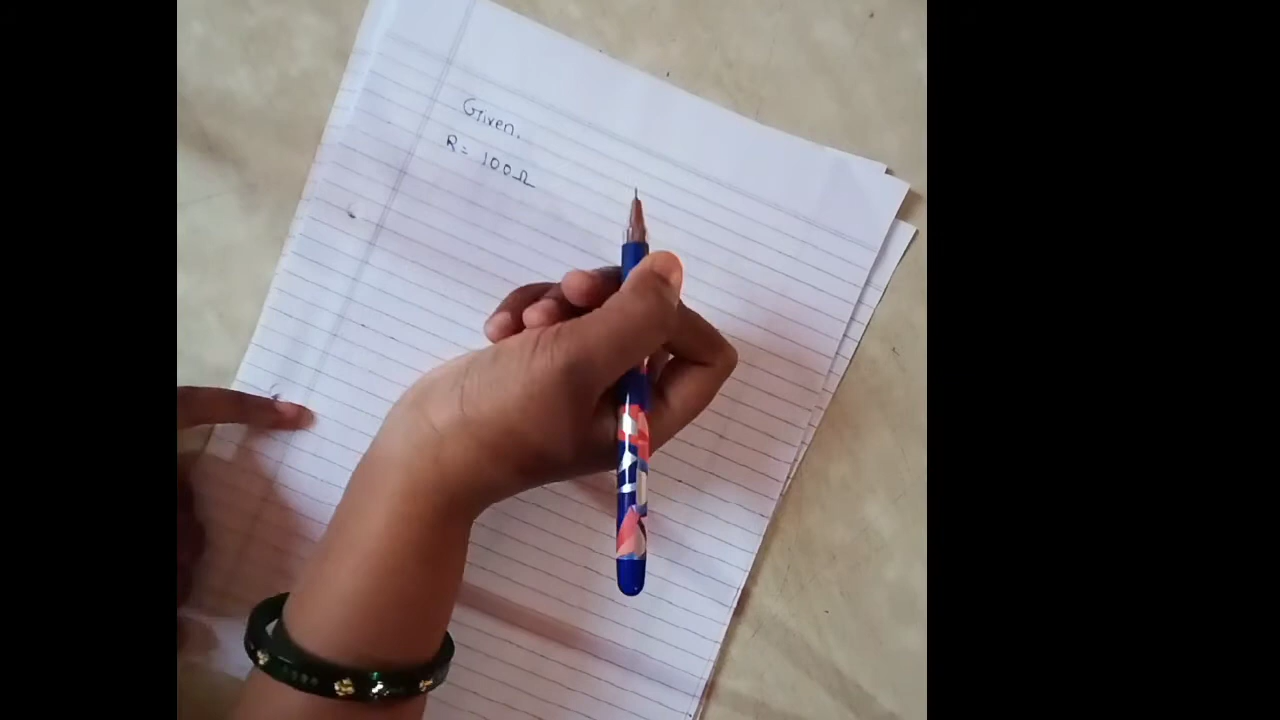 Given.
R = 100Ω